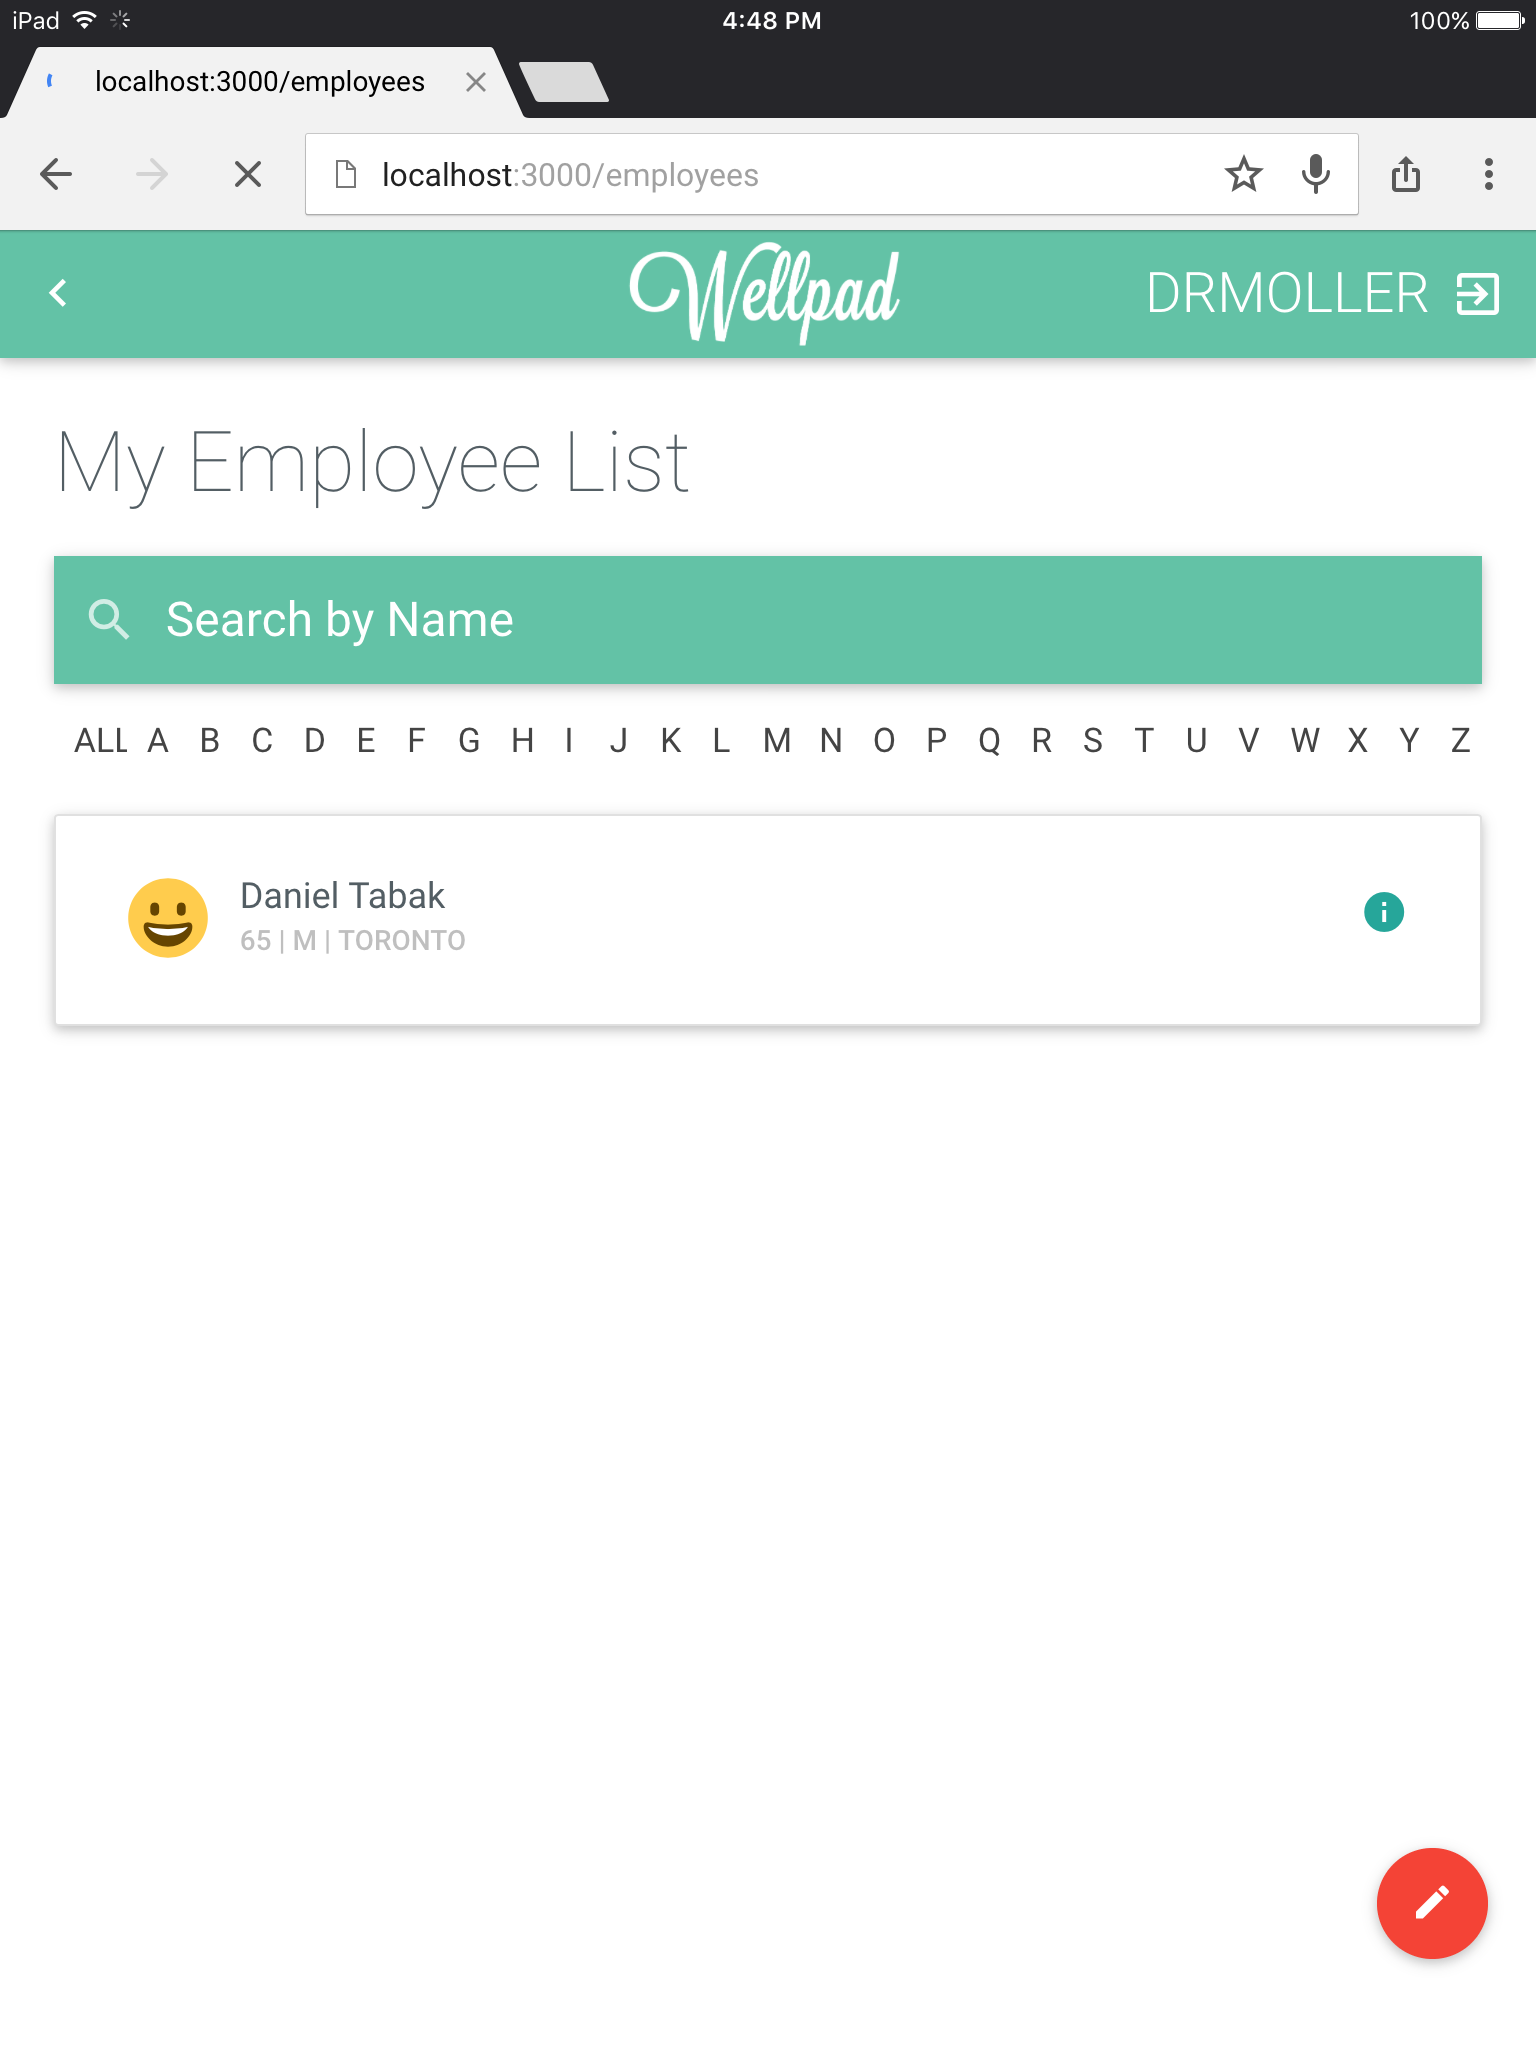 iPad 4:48 PM 100%
localhost:3000/employees
localhost:3000/employees
Wellpad DRMOLLER
My Employee List
Search by Name
ALL A B C D E F G H I J K L M N O P Q R S T U V W X Y Z
Daniel Tabak
65 | M | TORONTO